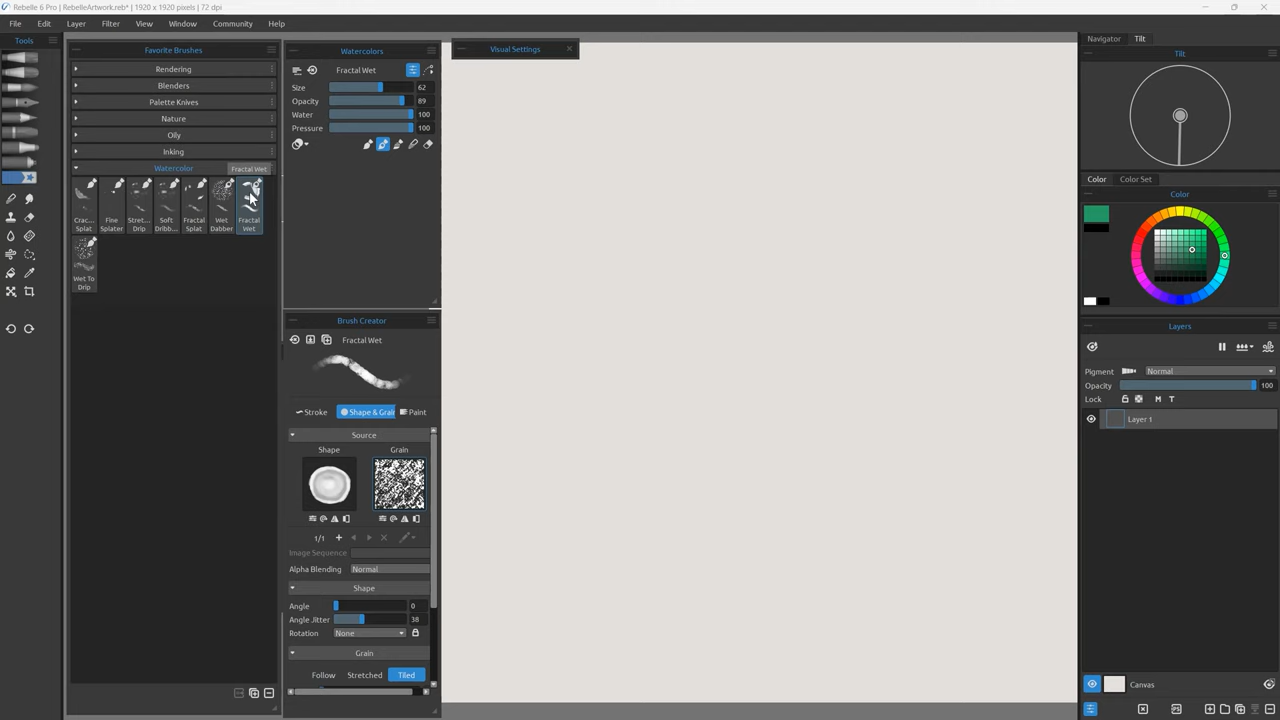 Rebelle 6 Pro | RebelleArtwork.reb* | 1920 x 1920 pixels | 72 dpi
File Edit Layer Filter View Window Community Help
Tools
Favorite Brushes
Rendering
Blenders
Palette Knives
Nature
Oily
Inking
Watercolor
Fractal Wet
Crac... Splat
Fine Splater
Stret... Drip
Soft Dribb...
Fractal Splat
Wet Dabber
Fractal Wet
Wet To Drip
Watercolors
Fractal Wet
Size 62
Opacity 89
Water 100
Pressure 100
Brush Creator
Fractal Wet
Stroke Shape & Grai Paint
Source
Shape Grain
1/1
Image Sequence
Alpha Blending Normal
Shape
Angle 0
Angle Jitter 38
Rotation None
Grain
Follow Stretched Tiled
Visual Settings
Navigator Tilt
Tilt
Color Color Set
Color
Layers
Pigment Normal
Opacity 100
Lock M T
Layer 1
Canvas